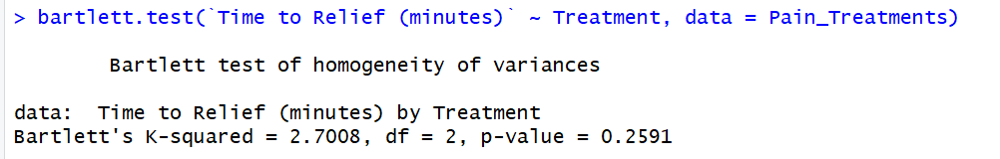 > bartlett.test(`Time to Relief (minutes)` ~ Treatment, data = Pain_Treatments)
Bartlett test of homogeneity of variances
data:  Time to Relief (minutes) by Treatment
Bartlett's K-squared = 2.7008, df = 2, p-value = 0.2591